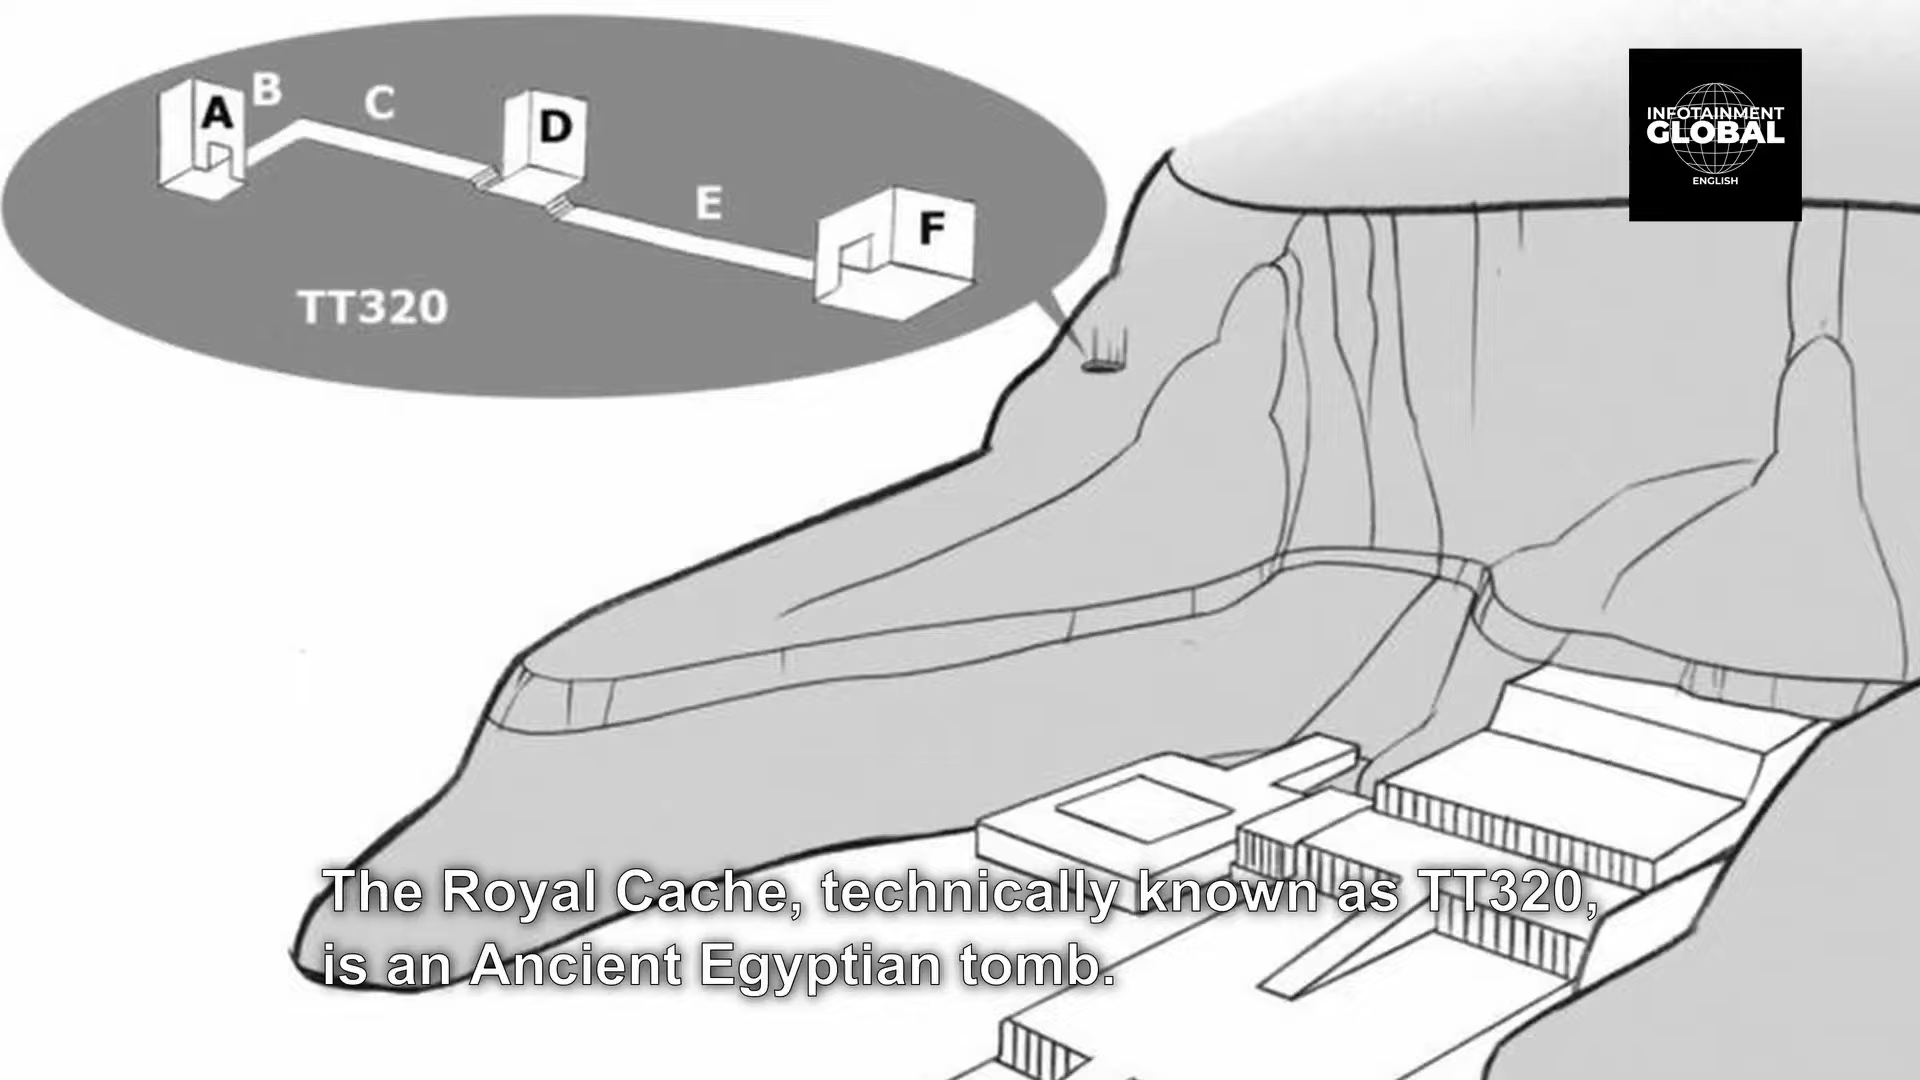 A
B
C
D
E
F
TT320
INFOTAINMENT
GLOBAL
ENGLISH
The Royal Cache, technically known as TT320,
is an Ancient Egyptian tomb.